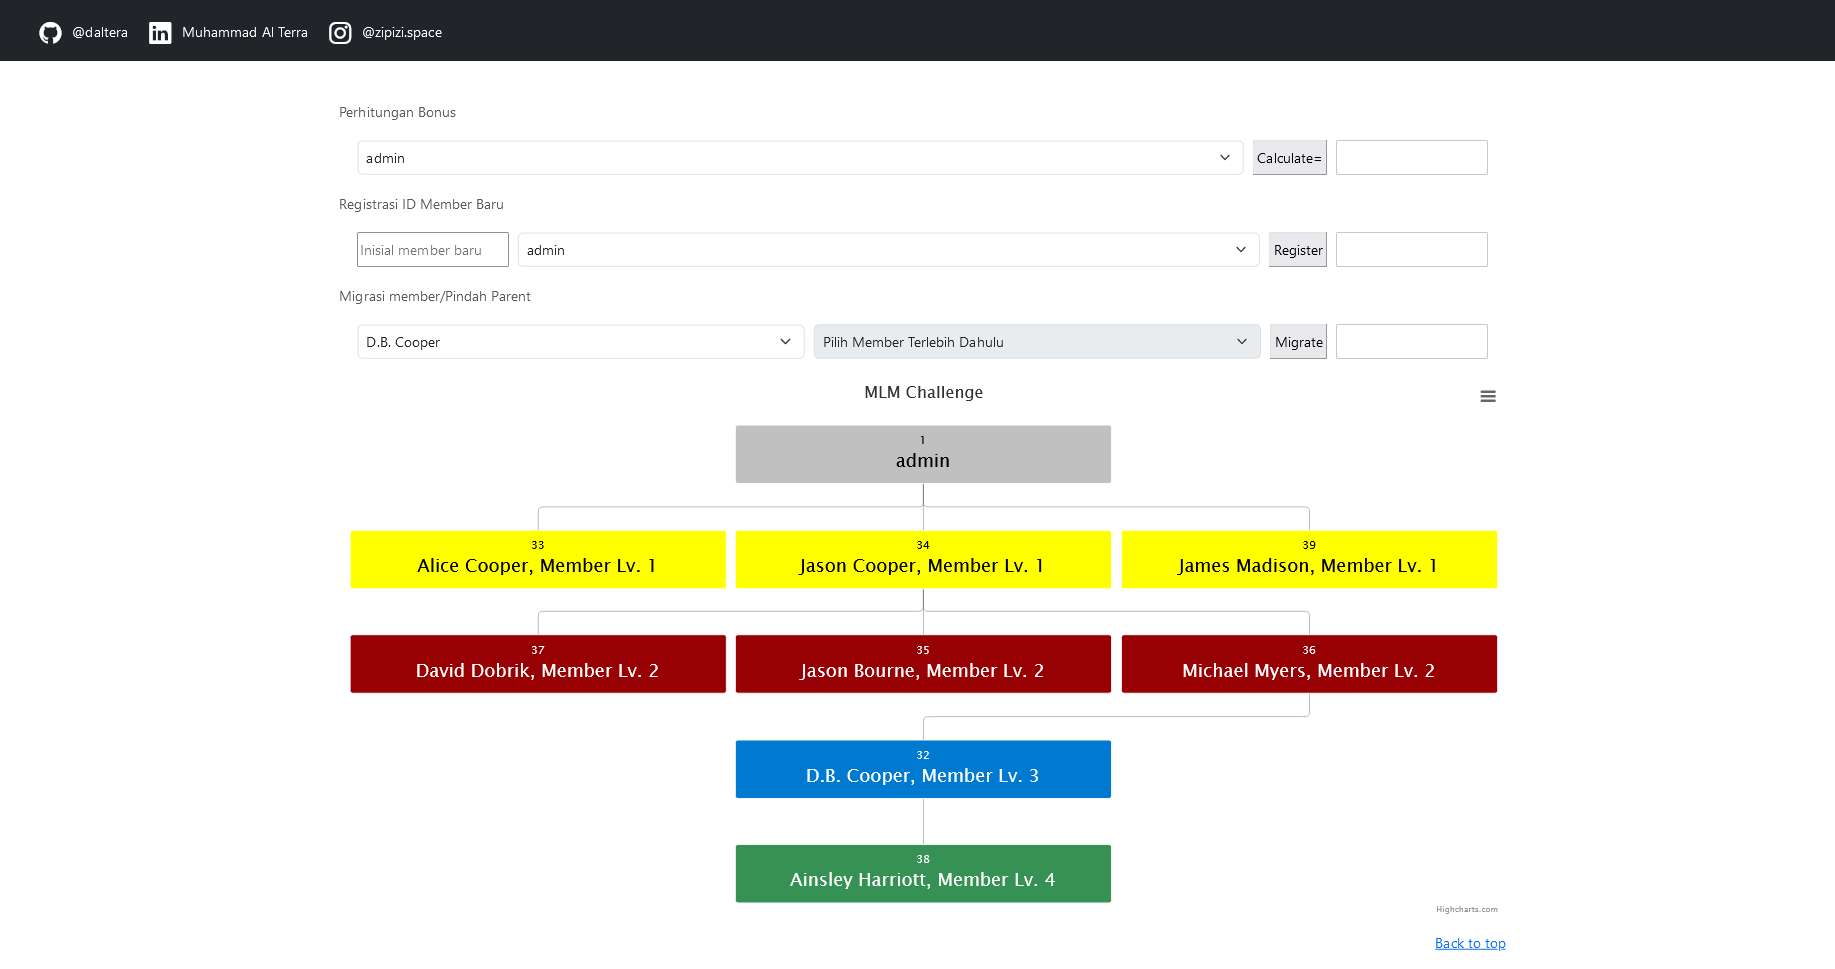 @daltera Muhammad Al Terra @zipizi.space
Perhitungan Bonus
admin Calculate=
Registrasi ID Member Baru
Inisial member baru admin Register
Migrasi member/Pindah Parent
D.B. Cooper Pilih Member Terlebih Dahulu Migrate
MLM Challenge
1
admin
33
Alice Cooper, Member Lv. 1
34
Jason Cooper, Member Lv. 1
39
James Madison, Member Lv. 1
37
David Dobrik, Member Lv. 2
35
Jason Bourne, Member Lv. 2
36
Michael Myers, Member Lv. 2
32
D.B. Cooper, Member Lv. 3
38
Ainsley Harriott, Member Lv. 4
Highcharts.com
Back to top